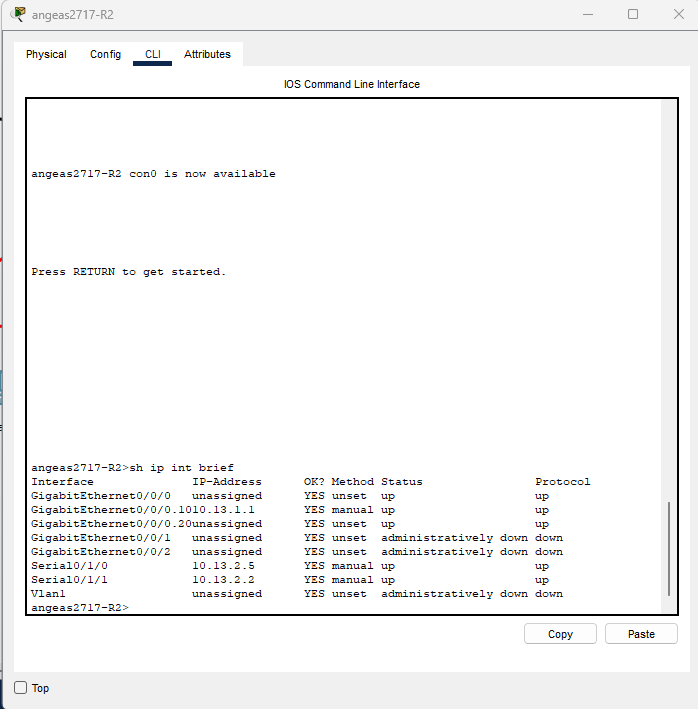 angeas2717-R2
Physical Config CLI Attributes
IOS Command Line Interface
angeas2717-R2 con0 is now available
Press RETURN to get started.
angeas2717-R2>sh ip int brief
Interface IP-Address OK? Method Status Protocol
GigabitEthernet0/0/0 unassigned YES unset up up
GigabitEthernet0/0/0.1010.13.1.1 YES manual up up
GigabitEthernet0/0/0.20unassigned YES unset up up
GigabitEthernet0/0/1 unassigned YES unset administratively down down
GigabitEthernet0/0/2 unassigned YES unset administratively down down
Serial0/1/0 10.13.2.5 YES manual up up
Serial0/1/1 10.13.2.2 YES manual up up
Vlan1 unassigned YES unset administratively down down
angeas2717-R2>
Copy Paste
Top